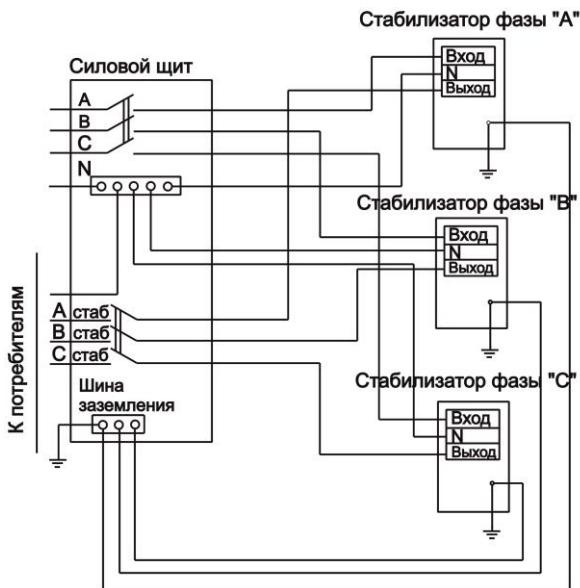 Стабилизатор фазы "А"
Вход
N
Выход
Силовой щит
А
В
С
N
Стабилизатор фазы "В"
Вход
N
Выход
К потребителям
А стаб
В стаб
С стаб
Шина
заземления
Стабилизатор фазы "С"
Вход
N
Выход